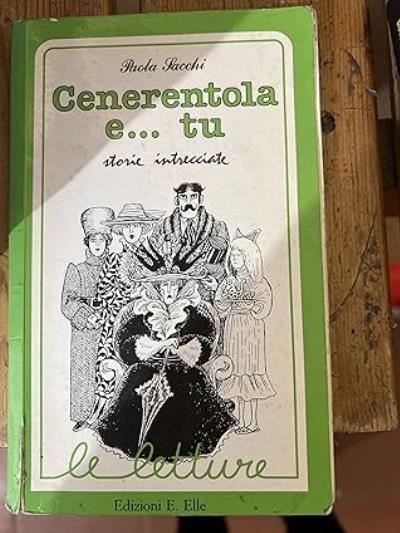 Paola Sacchi
Cenerentola
e... tu
storie intrecciate
le letture
Edizioni E. Elle